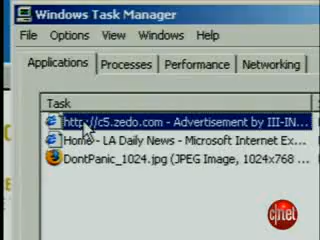 Windows Task Manager
File Options View Windows Help
Applications Processes Performance Networking
Task
http://c5.zedo.com - Advertisement by III-IN...
Home - LA Daily News - Microsoft Internet Ex...
DontPanic_1024.jpg (JPEG Image, 1024x768 ...
c|net